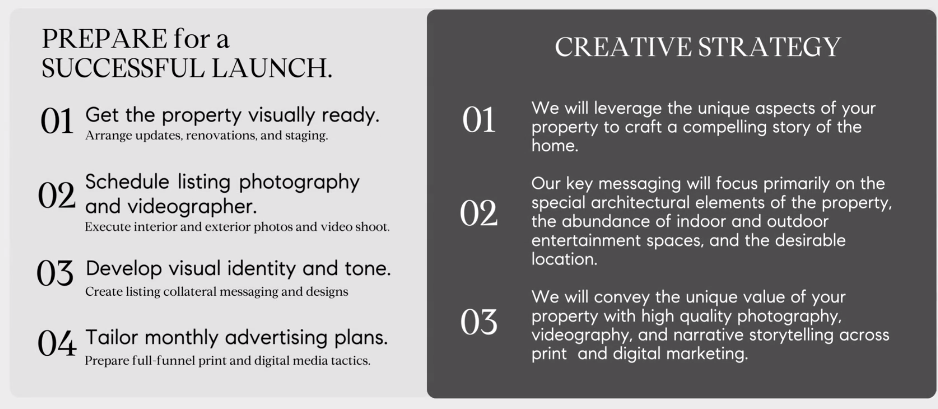 PREPARE for a
SUCCESSFUL LAUNCH.
01 Get the property visually ready.
Arrange updates, renovations, and staging.
02 Schedule listing photography
and videographer.
Execute interior and exterior photos and video shoot.
03 Develop visual identity and tone.
Create listing collateral messaging and designs
04 Tailor monthly advertising plans.
Prepare full-funnel print and digital media tactics.
CREATIVE STRATEGY
01 We will leverage the unique aspects of your
property to craft a compelling story of the
home.
02 Our key messaging will focus primarily on the
special architectural elements of the property,
the abundance of indoor and outdoor
entertainment spaces, and the desirable
location.
03 We will convey the unique value of your
property with high quality photography,
videography, and narrative storytelling across
print  and digital marketing.